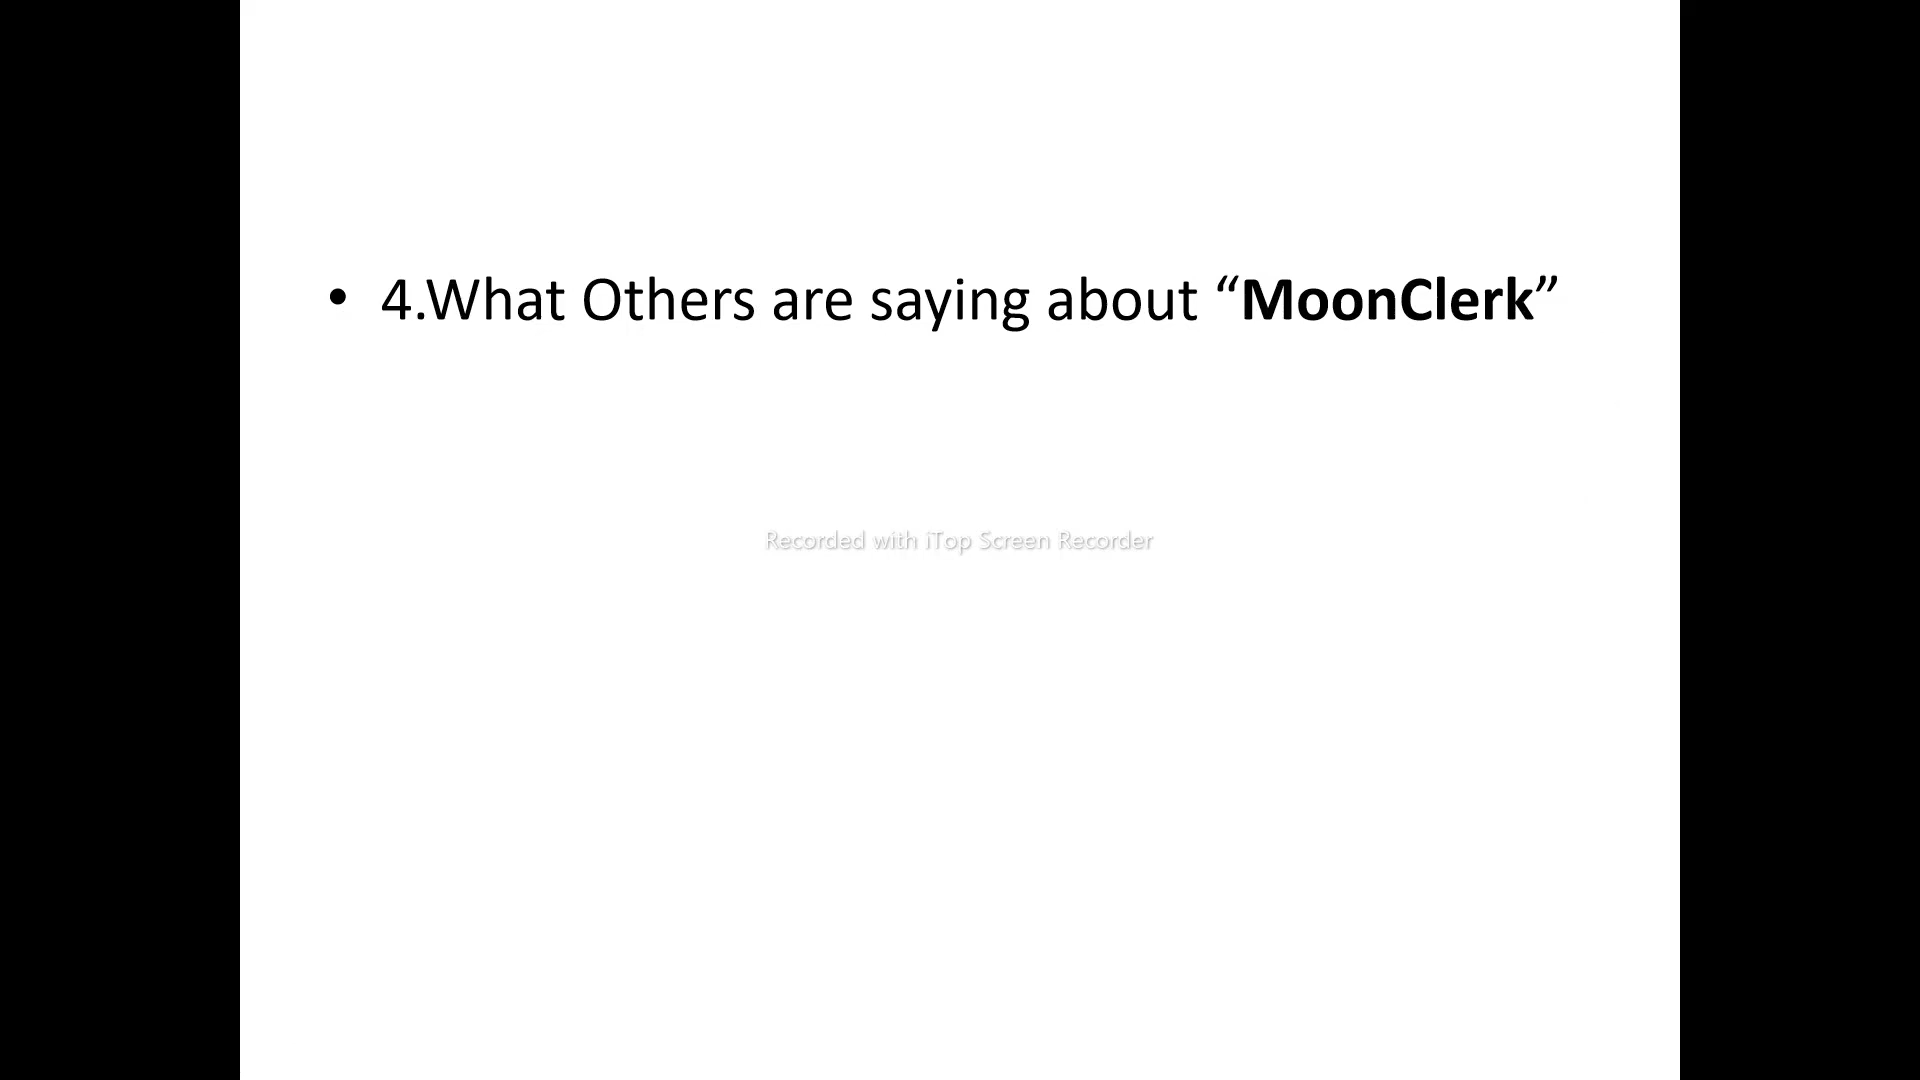 • 4.What Others are saying about “MoonClerk”
Recorded with iTop Screen Recorder